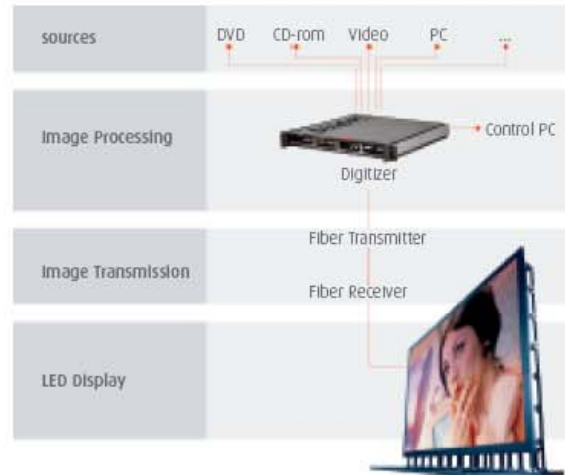 sources
DVD CD-rom Video PC ...
Image Processing
Control PC
Digitizer
Fiber Transmitter
Image Transmission
Fiber Receiver
LED Display